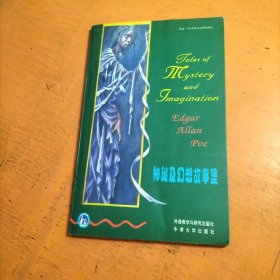 Tales of
Mystery
and
Imagination
Edgar
Allan
Poe
神秘及幻想故事集
外语教学与研究出版社
牛津大学出版社